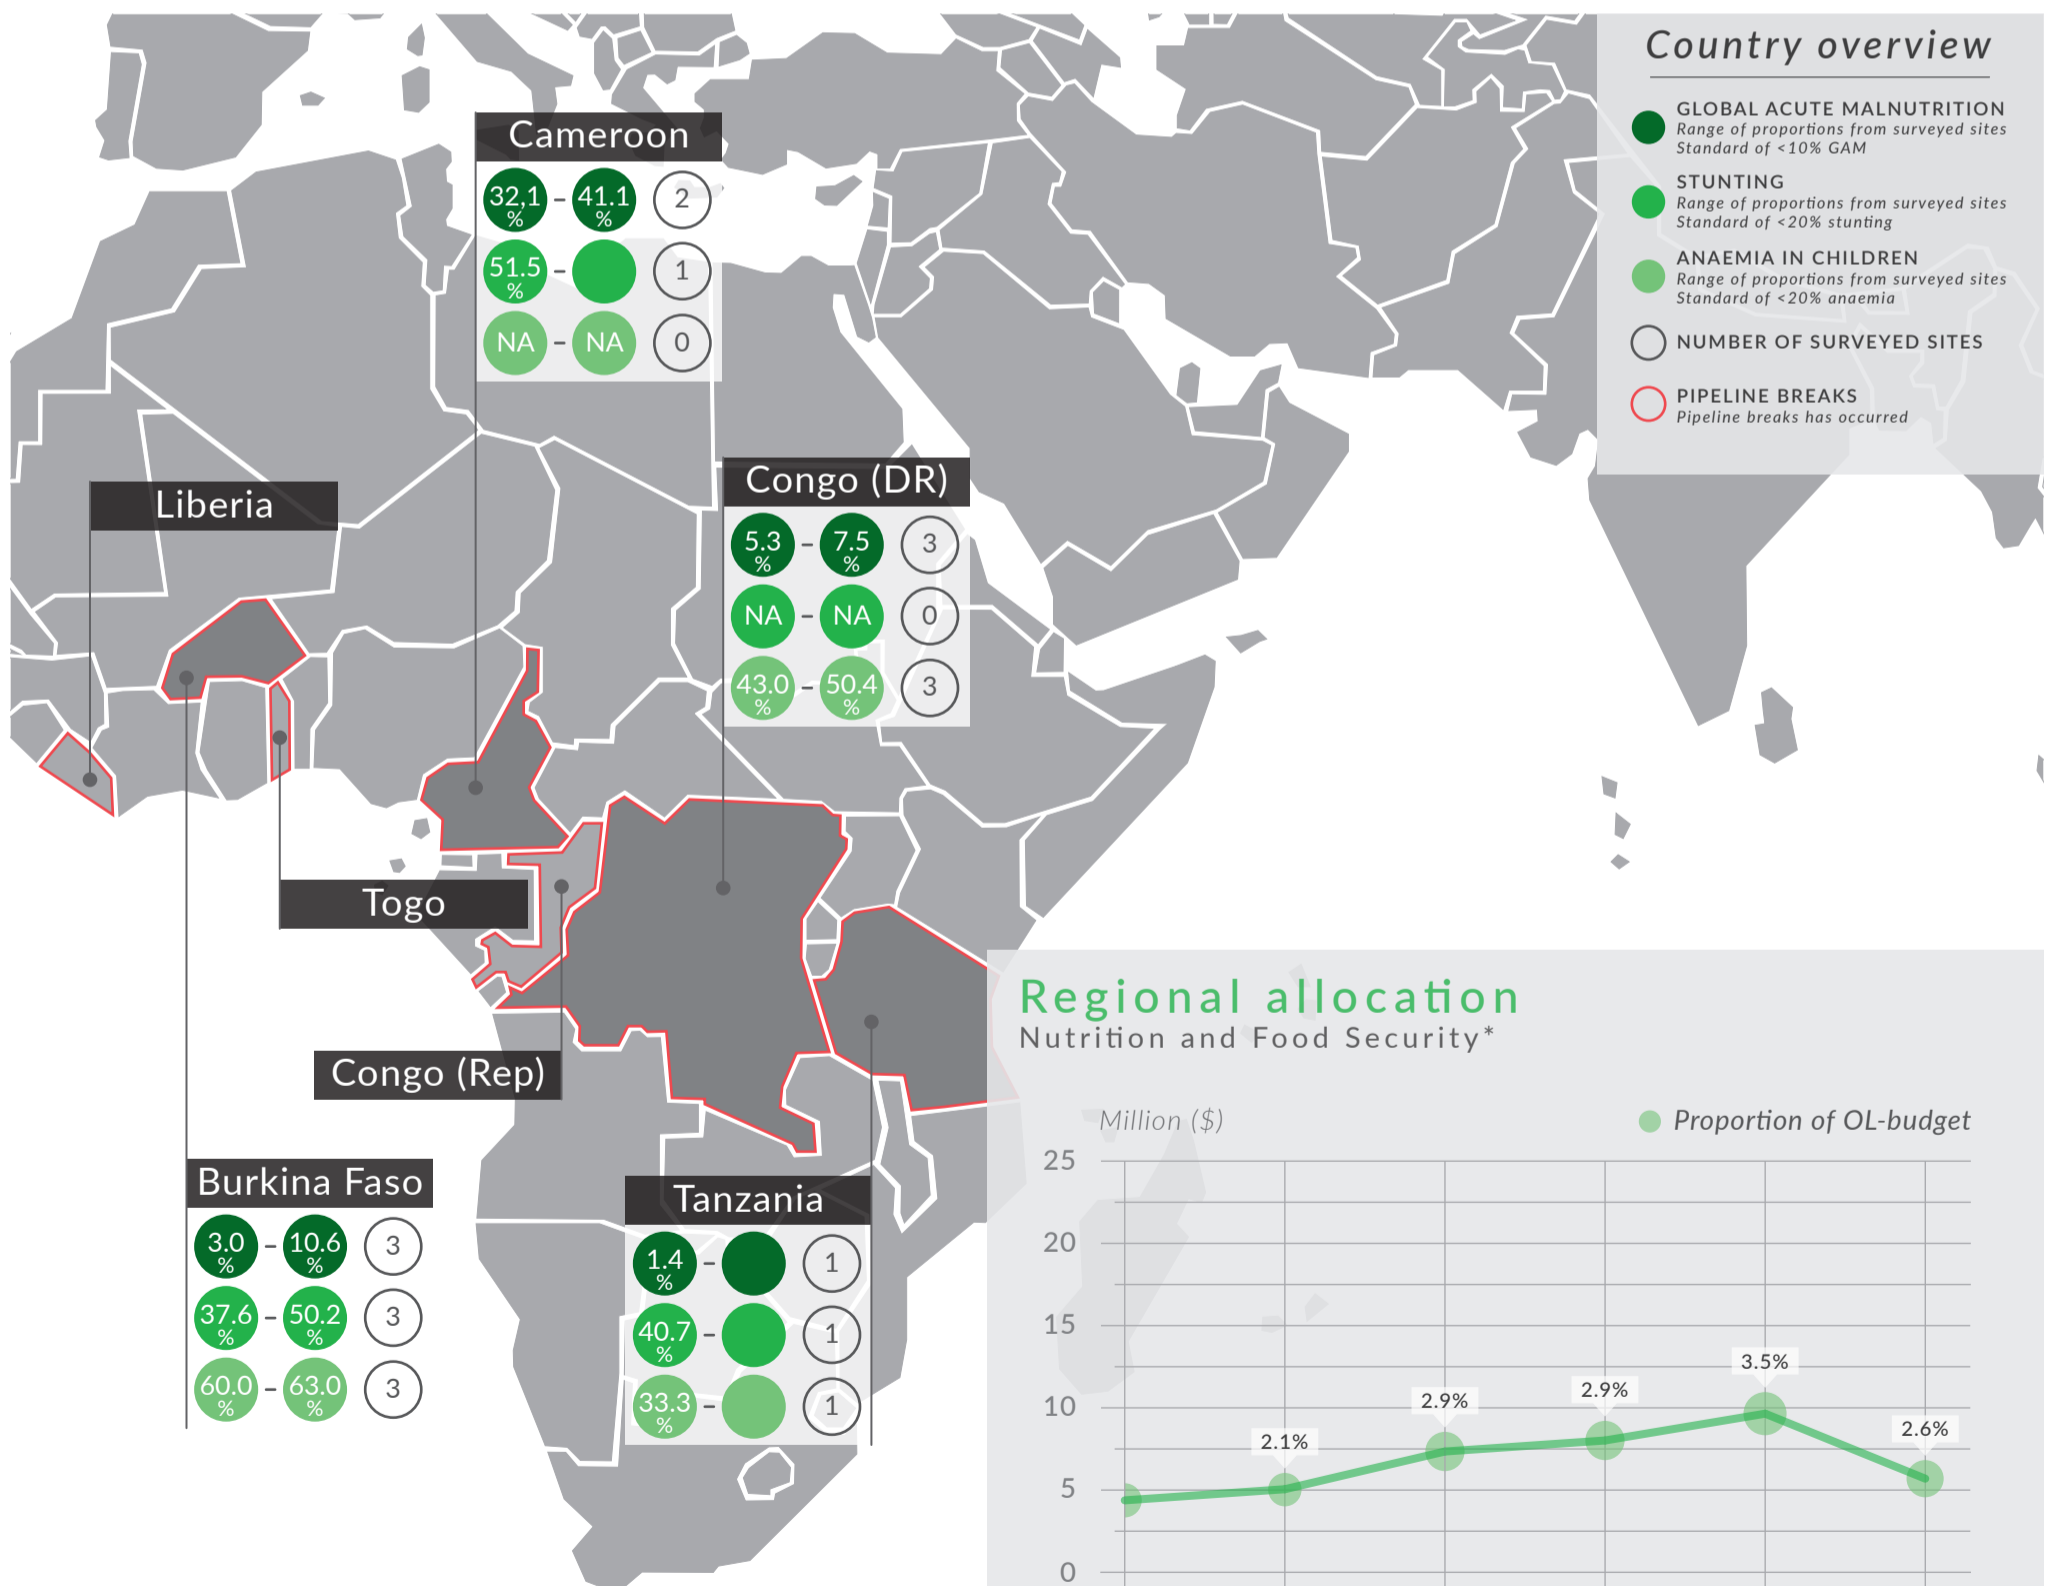 Country overview
GLOBAL ACUTE MALNUTRITION
Range of proportions from surveyed sites
Standard of <10% GAM
STUNTING
Range of proportions from surveyed sites
Standard of <20% stunting
ANAEMIA IN CHILDREN
Range of proportions from surveyed sites
Standard of <20% anaemia
NUMBER OF SURVEYED SITES
PIPELINE BREAKS
Pipeline breaks has occurred
Cameroon
32,1 % – 41.1 % 2
51.5 % – 1
NA – NA 0
Congo (DR)
5.3 % – 7.5 % 3
NA – NA 0
43.0 % – 50.4 % 3
Liberia
Togo
Congo (Rep)
Burkina Faso
3.0 % – 10.6 % 3
37.6 % – 50.2 % 3
60.0 % – 63.0 % 3
Tanzania
1.4 % – 1
40.7 % – 1
33.3 % – 1
Regional allocation
Nutrition and Food Security*
Million ($)
Proportion of OL-budget
25
20
15
10
5
0
2.1%
2.9%
2.9%
3.5%
2.6%